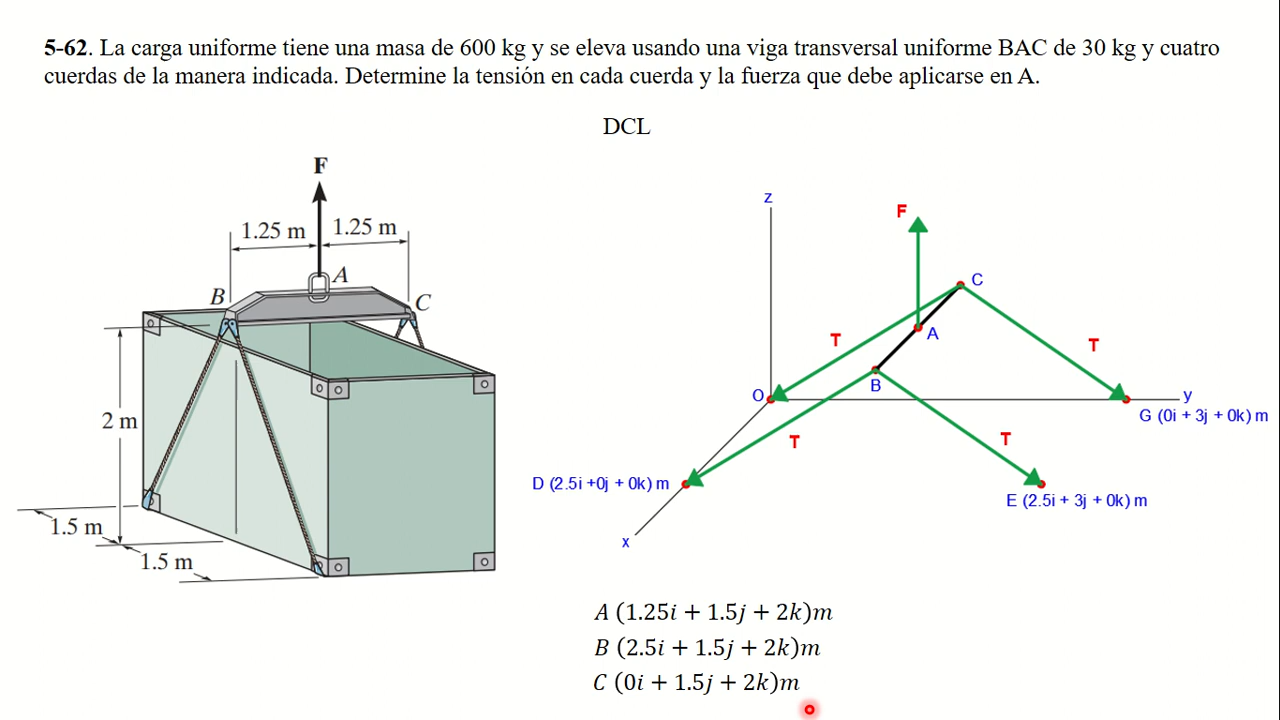 5-62. La carga uniforme tiene una masa de 600 kg y se eleva usando una viga transversal uniforme BAC de 30 kg y cuatro
cuerdas de la manera indicada. Determine la tensión en cada cuerda y la fuerza que debe aplicarse en A.
DCL
F
1.25 m
1.25 m
A
B
C
2 m
1.5 m
1.5 m
z
F
C
T
A
T
B
O
y
G (0i + 3j + 0k) m
T
T
D (2.5i +0j + 0k) m
E (2.5i + 3j + 0k) m
x
A (1.25i + 1.5j + 2k)m
B (2.5i + 1.5j + 2k)m
C (0i + 1.5j + 2k)m